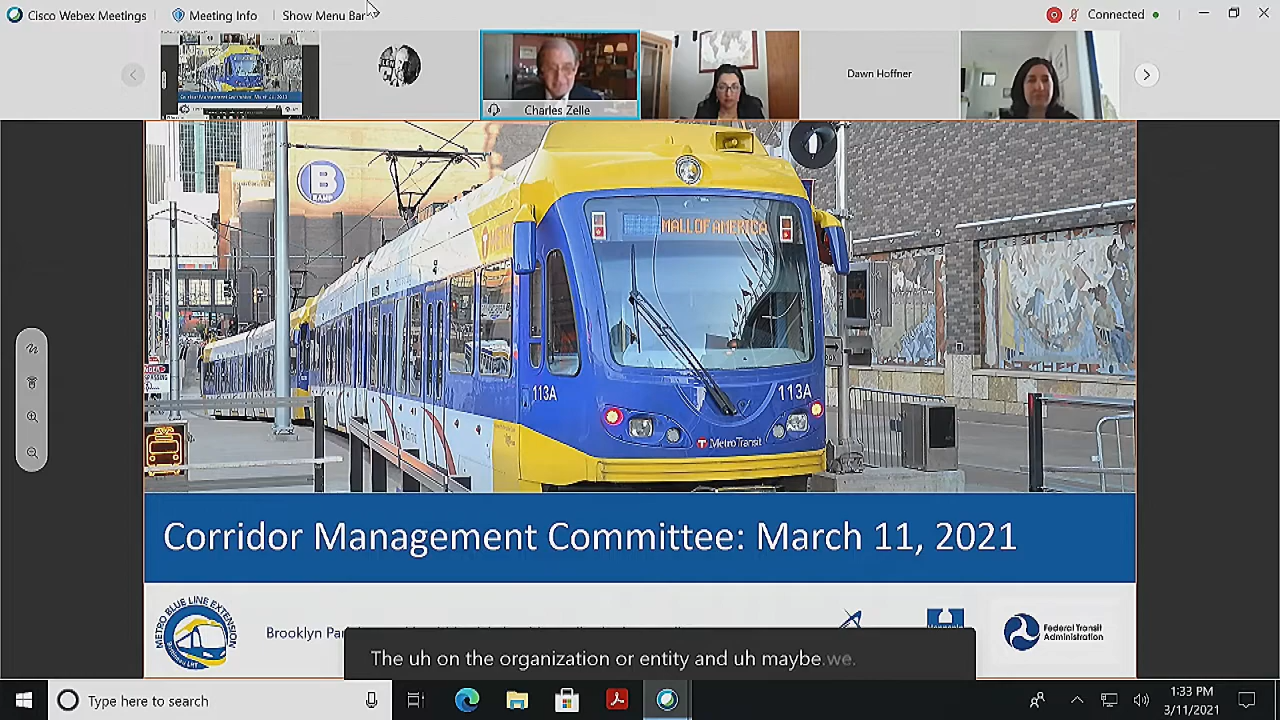 Cisco Webex Meetings
Meeting Info
Show Menu Bar
Connected
Charles Zelle
Dawn Hoffner
B
RAMP
MALL OF AMERICA
113A
113A
MetroTransit
Corridor Management Committee: March 11, 2021
METRO BLUE LINE EXTENSION
Brooklyn Par
Federal Transit
Administration
The uh on the organization or entity and uh maybe we.
Type here to search
1:33 PM
3/11/2021